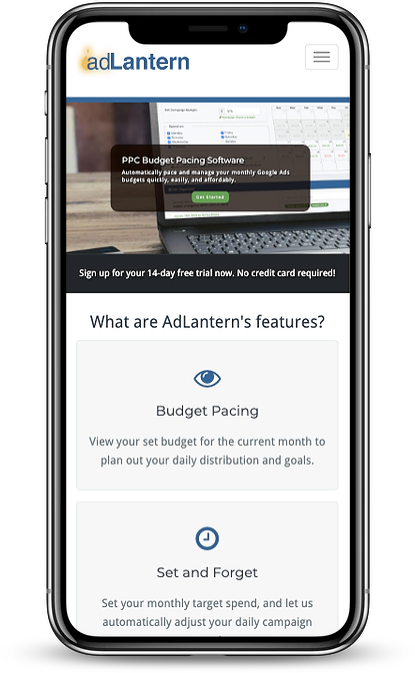 adLantern
PPC Budget Pacing Software
Automatically pace and manage your monthly Google Ads
budgets quickly, easily, and affordably.
Get Started
Sign up for your 14-day free trial now. No credit card required!
What are AdLantern's features?
Budget Pacing
View your set budget for the current month to
plan out your daily distribution and goals.
Set and Forget
Set your monthly target spend, and let us
automatically adjust your daily campaign